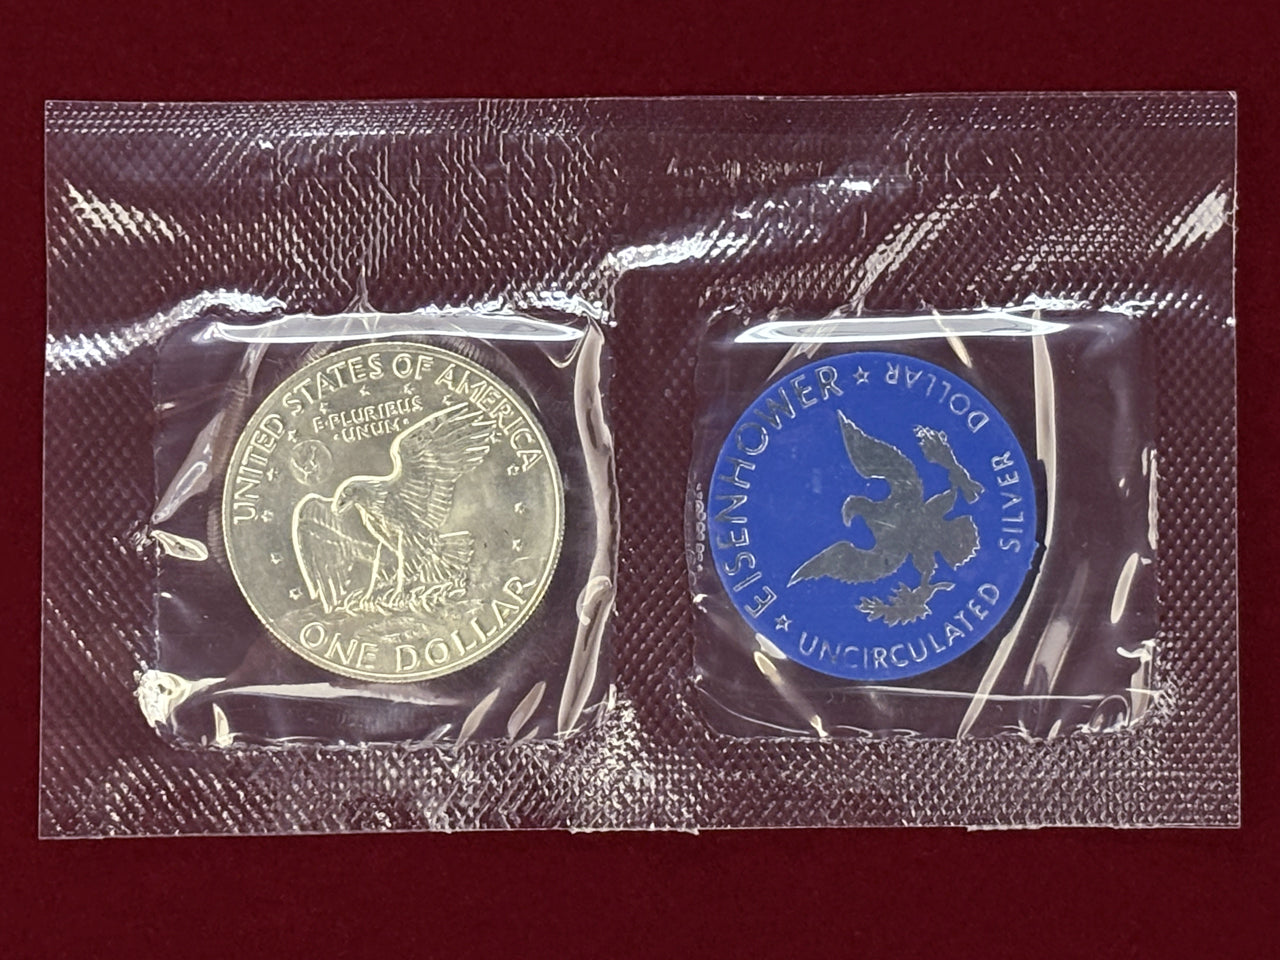 UNITED STATES OF AMERICA
E·PLURIBUS
·UNUM·
ONE DOLLAR
EISENHOWER ★ DOLLAR
SILVER
★ UNCIRCULATED